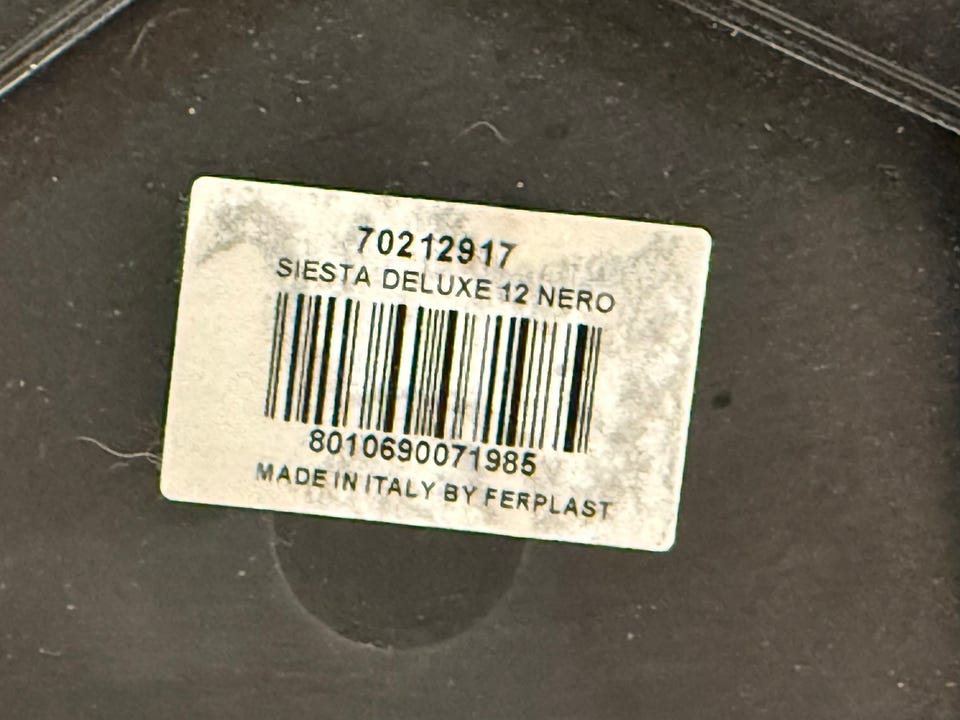 70212917
SIESTA DELUXE 12 NERO
8010690071985
MADE IN ITALY BY FERPLAST